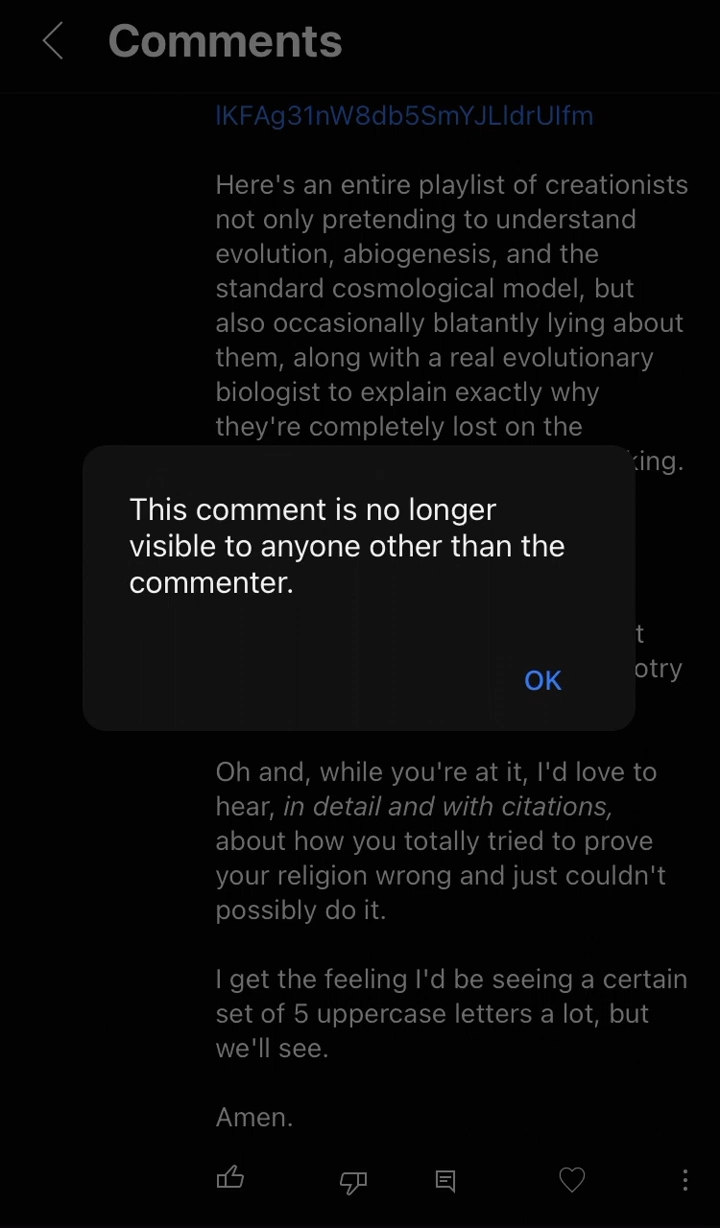 Comments
lKFAg31nW8db5SmYJLldrUIfm
Here's an entire playlist of creationists
not only pretending to understand
evolution, abiogenesis, and the
standard cosmological model, but
also occasionally blatantly lying about
them, along with a real evolutionary
biologist to explain exactly why
they're completely lost on the
king.
This comment is no longer
visible to anyone other than the
commenter.
t
otry
OK
Oh and, while you're at it, I'd love to
hear, in detail and with citations,
about how you totally tried to prove
your religion wrong and just couldn't
possibly do it.
I get the feeling I'd be seeing a certain
set of 5 uppercase letters a lot, but
we'll see.
Amen.